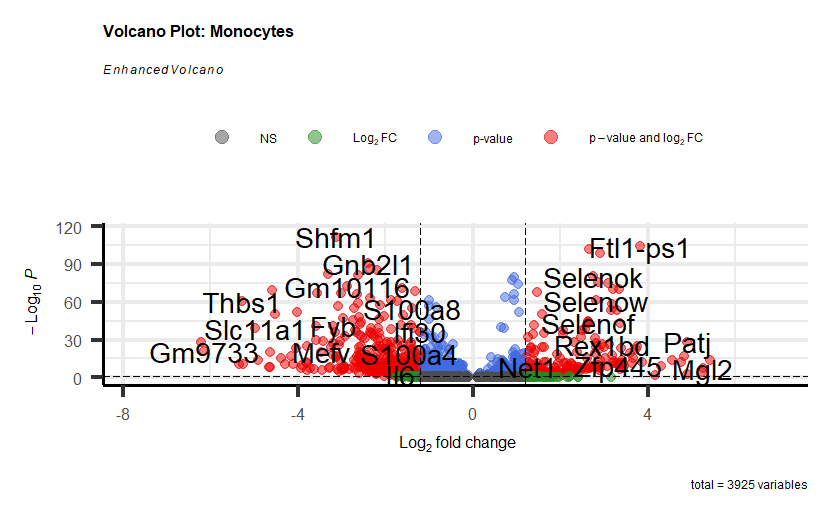 Volcano Plot: Monocytes
EnhancedVolcano
NS
Log2 FC
p-value
p − value and log2 FC
− Log10 P
120
90
60
30
0
Shfm1
Ftl1-ps1
Gnb2l1
Selenok
Gm10116
Thbs1
Selenow
S100a8
Slc11a1
Fyb
Ifi30
Selenof
Gm9733
Mefv
S100a4
Rex1bd
Patj
Il6
Net1
Zfp445
Mgl2
-8
-4
0
4
Log2 fold change
total = 3925 variables